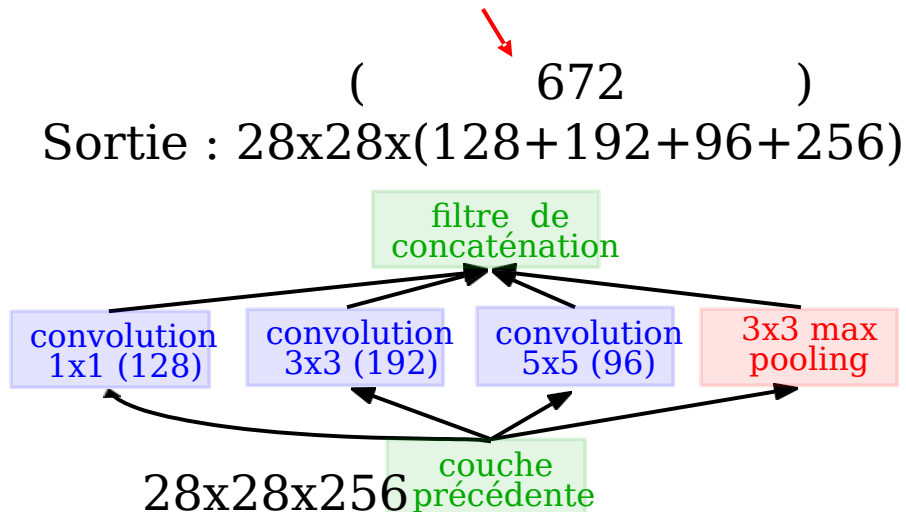 ( 672 )
Sortie : 28x28x(128+192+96+256)
filtre de
concaténation
convolution
1x1 (128)
convolution
3x3 (192)
convolution
5x5 (96)
3x3 max
pooling
couche
28x28x256 précédente